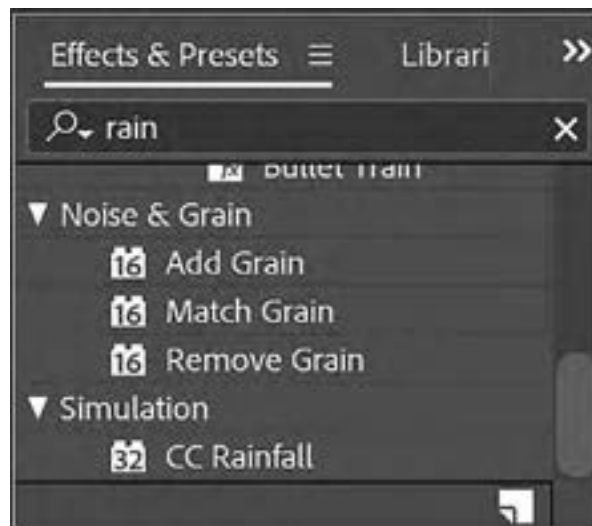 Effects & Presets Librari
rain
Bullet Train
Noise & Grain
16 Add Grain
16 Match Grain
16 Remove Grain
Simulation
32 CC Rainfall